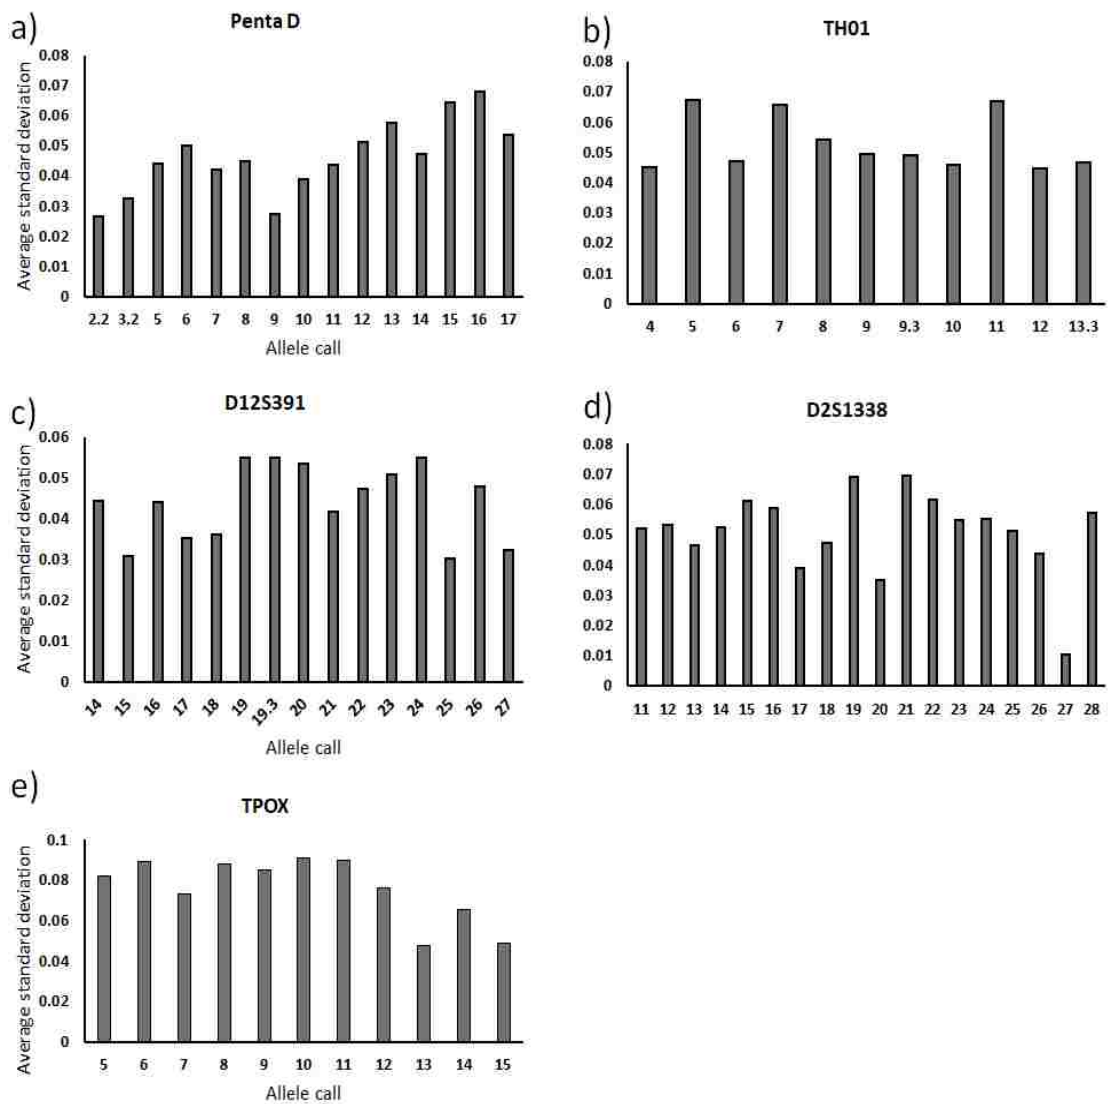 a)
Penta D
Average standard deviation
0.08
0.07
0.06
0.05
0.04
0.03
0.02
0.01
0
2.2 3.2 5 6 7 8 9 10 11 12 13 14 15 16 17
Allele call
b)
TH01
0.08
0.07
0.06
0.05
0.04
0.03
0.02
0.01
0
4 5 6 7 8 9 9.3 10 11 12 13.3
c)
D12S391
Average standard deviation
0.06
0.05
0.04
0.03
0.02
0.01
0
14 15 16 17 18 19 19.3 20 21 22 23 24 25 26 27
Allele call
d)
D2S1338
0.08
0.07
0.06
0.05
0.04
0.03
0.02
0.01
0
11 12 13 14 15 16 17 18 19 20 21 22 23 24 25 26 27 28
e)
TPOX
Average standard deviation
0.1
0.08
0.06
0.04
0.02
0
5 6 7 8 9 10 11 12 13 14 15
Allele call